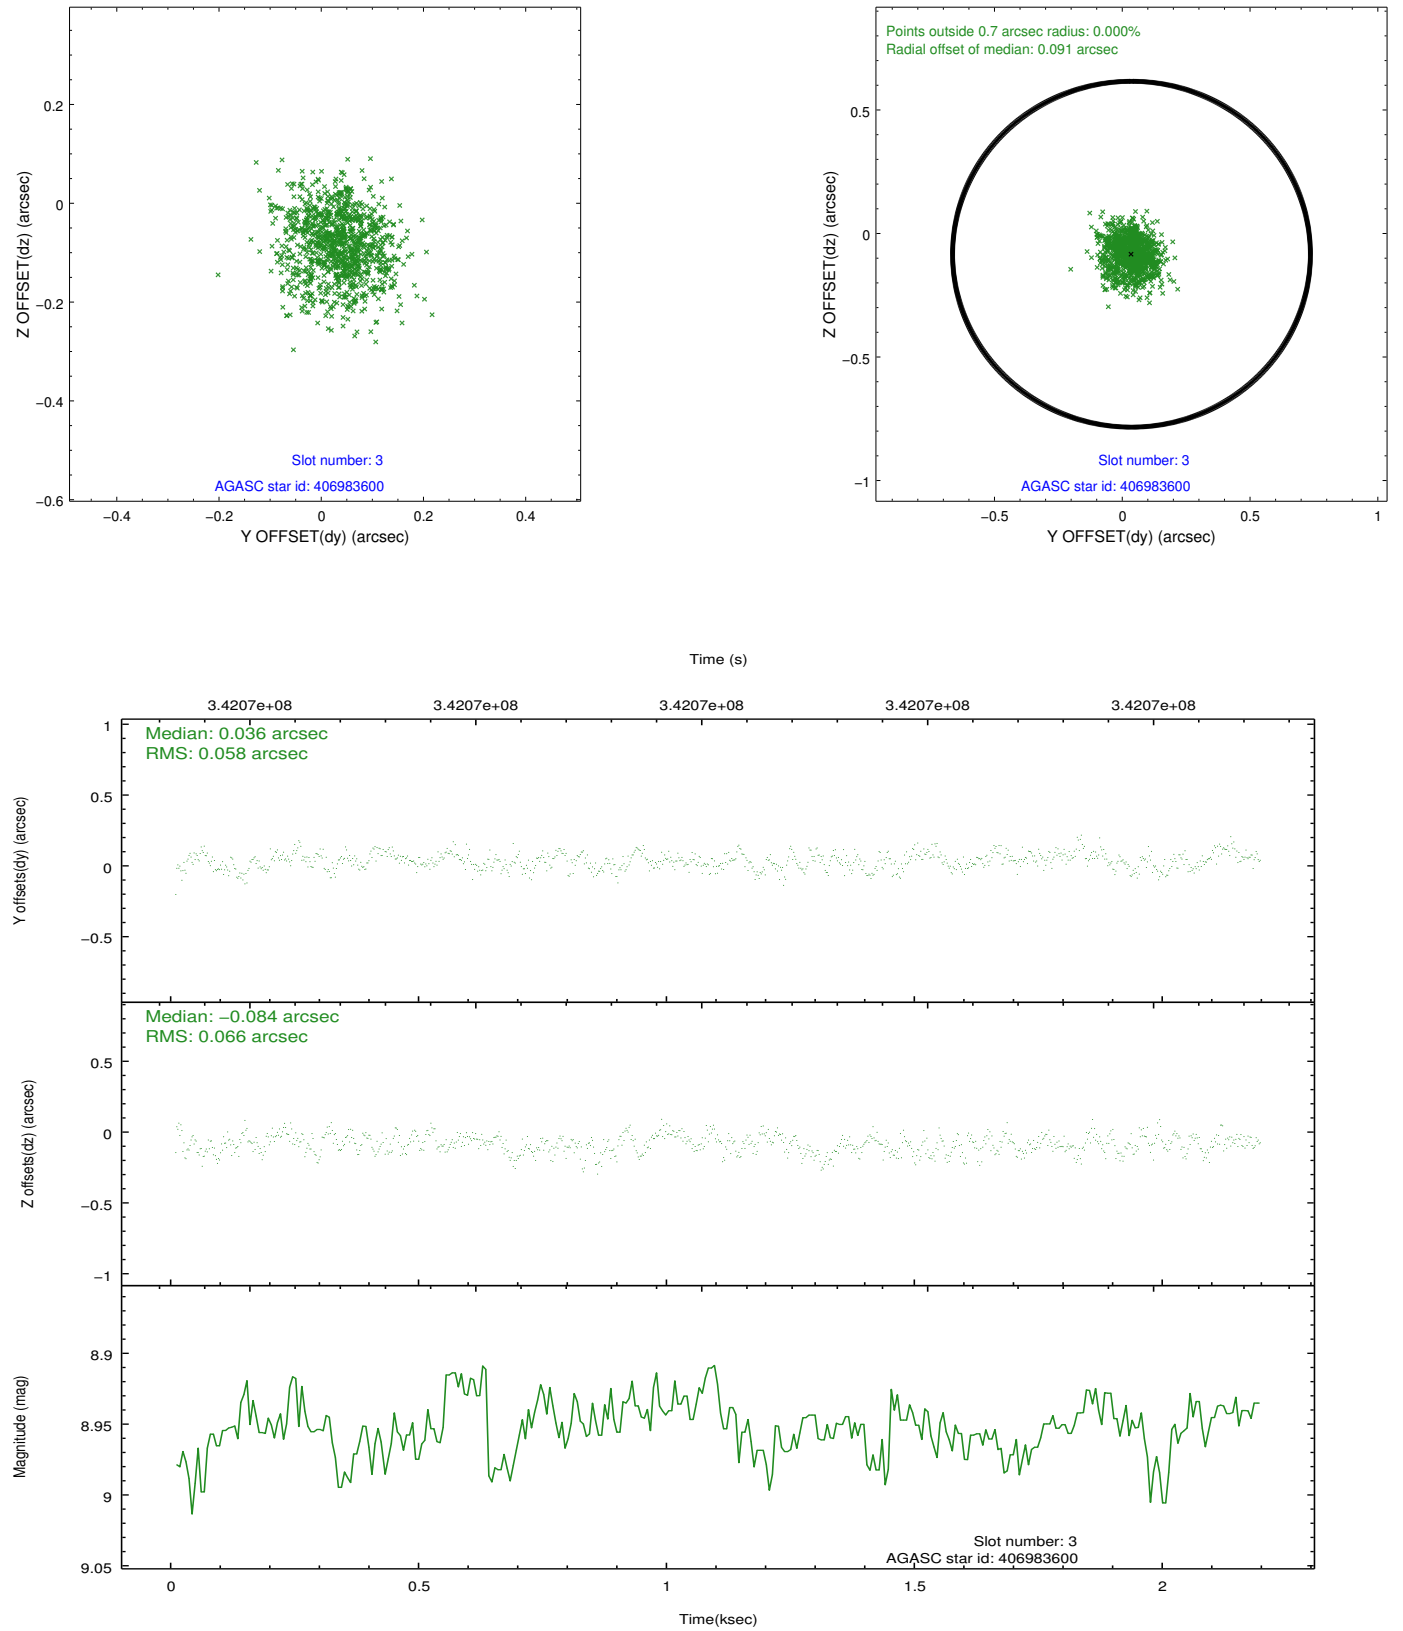 0.2
0
−0.2
−0.4
−0.6
Z OFFSET(dz) (arcsec)
Slot number: 3
AGASC star id: 406983600
−0.4 −0.2 0 0.2 0.4
Y OFFSET(dy) (arcsec)
Points outside 0.7 arcsec radius: 0.000%
Radial offset of median: 0.091 arcsec
0.5
0
−0.5
−1
Z OFFSET(dz) (arcsec)
Slot number: 3
AGASC star id: 406983600
−0.5 0 0.5 1
Y OFFSET(dy) (arcsec)
Time (s)
3.4207e+08 3.4207e+08 3.4207e+08 3.4207e+08 3.4207e+08
Median: 0.036 arcsec
RMS: 0.058 arcsec
1
0.5
0
−0.5
Y offsets(dy) (arcsec)
Median: −0.084 arcsec
RMS: 0.066 arcsec
0.5
0
−0.5
−1
Z offsets(dz) (arcsec)
8.9
8.95
9
9.05
Magnitude (mag)
Slot number: 3
AGASC star id: 406983600
0 0.5 1 1.5 2
Time(ksec)